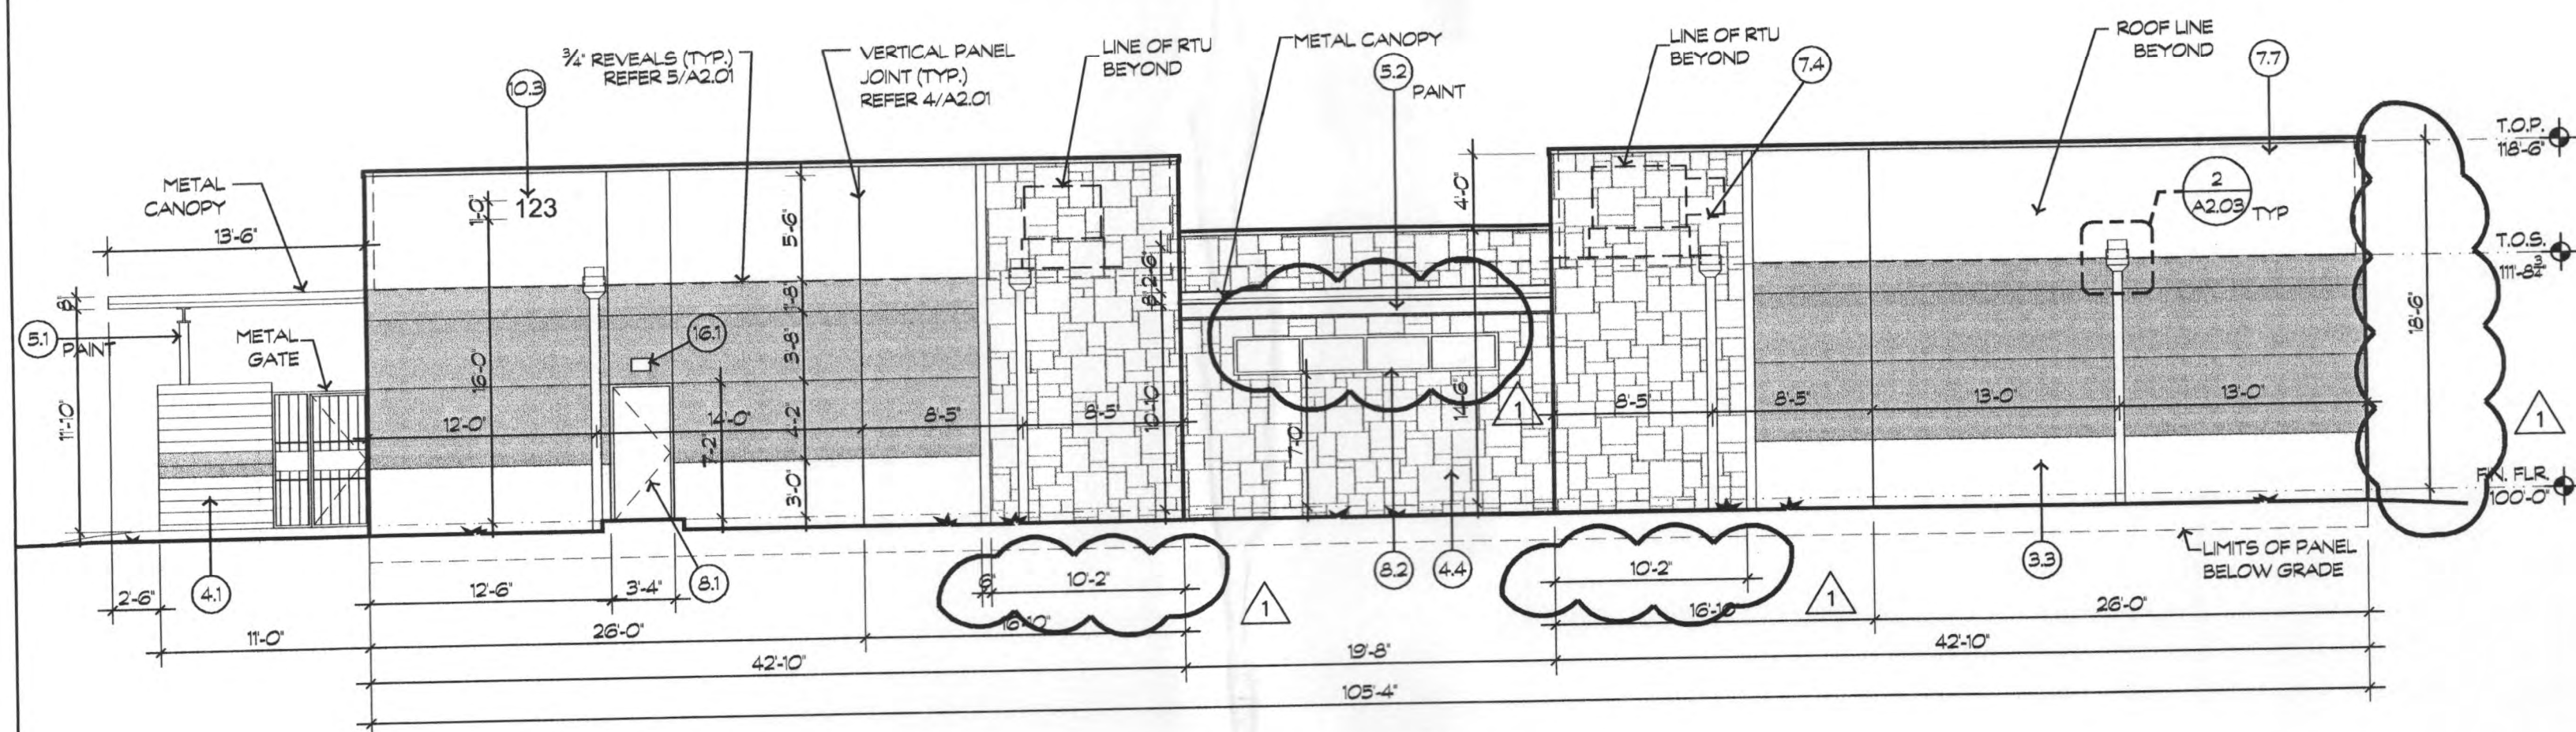 ¾" REVEALS (TYP.)
REFER 5/A2.01
VERTICAL PANEL
JOINT (TYP.)
REFER 4/A2.01
LINE OF RTU
BEYOND
METAL CANOPY
5.2
PAINT
LINE OF RTU
BEYOND
7.4
ROOF LINE
BEYOND
7.7
10.3
T.O.P.
118'-6"
METAL
CANOPY
13'-6"
1'-0"
123
5'-6"
4'-0"
2
A2.03
TYP
T.O.S.
111'-8¾"
8"
1'-8"
8"
2'-6"
18'-6"
5.1
PAINT
METAL
GATE
16.1
16'-0
3'-8"
11'-10"
12'-0"
14'-0"
7'-2"
4'-2"
8'-5"
8'-5"
10'-10
7'-0"
14'-6"
1
8'-5"
8'-5"
13'-0"
13'-0"
1
3'-0"
FIN. FLR.
100'-0"
2'-6"
4.1
12'-6"
3'-4"
8.1
6"
10'-2"
1
8.2
4.4
10'-2"
1
3.3
LIMITS OF PANEL
BELOW GRADE
11'-0"
26'-0"
16'-10"
16'-10"
26'-0"
42'-10"
19'-8"
42'-10"
105'-4"